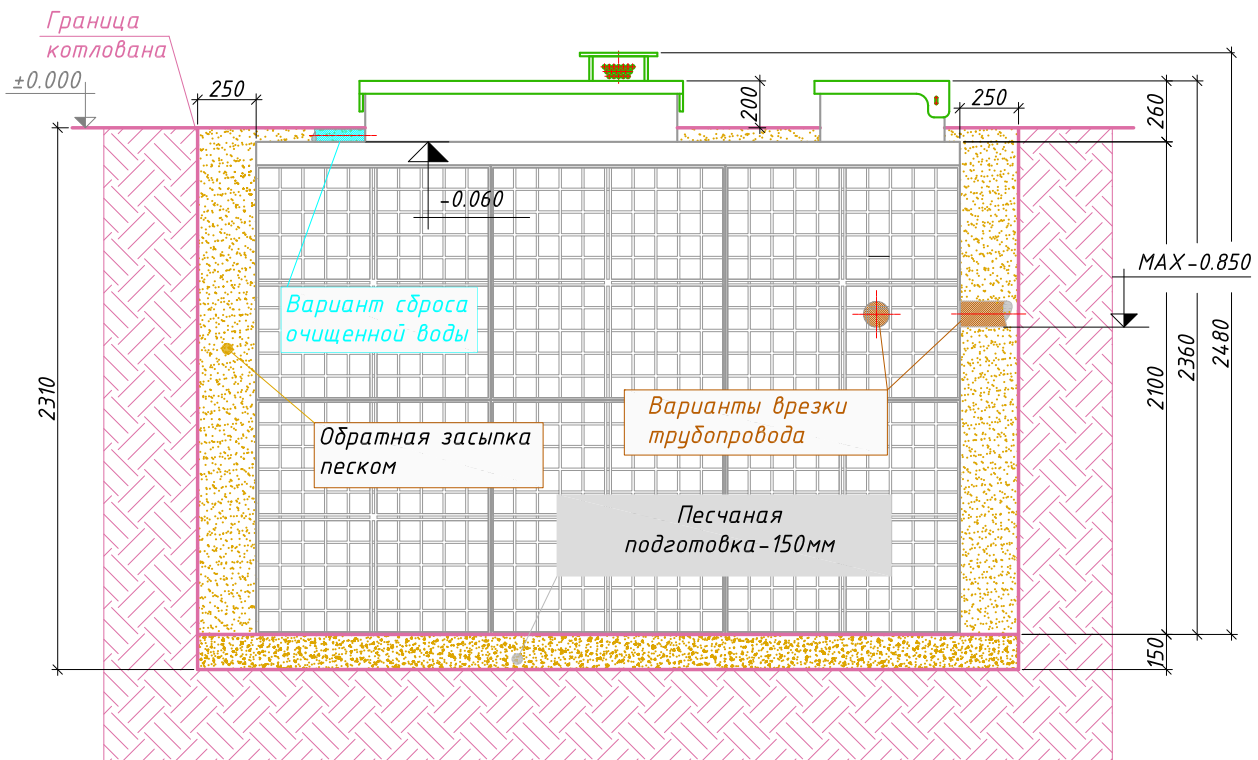 Граница
котлована
±0.000
250
200
250
260
-0.060
MAX-0.850
Вариант сброса
очищенной воды
2310
2100
2360
2480
Варианты врезки
трубопровода
Обратная засыпка
песком
Песчаная
подготовка-150мм
150